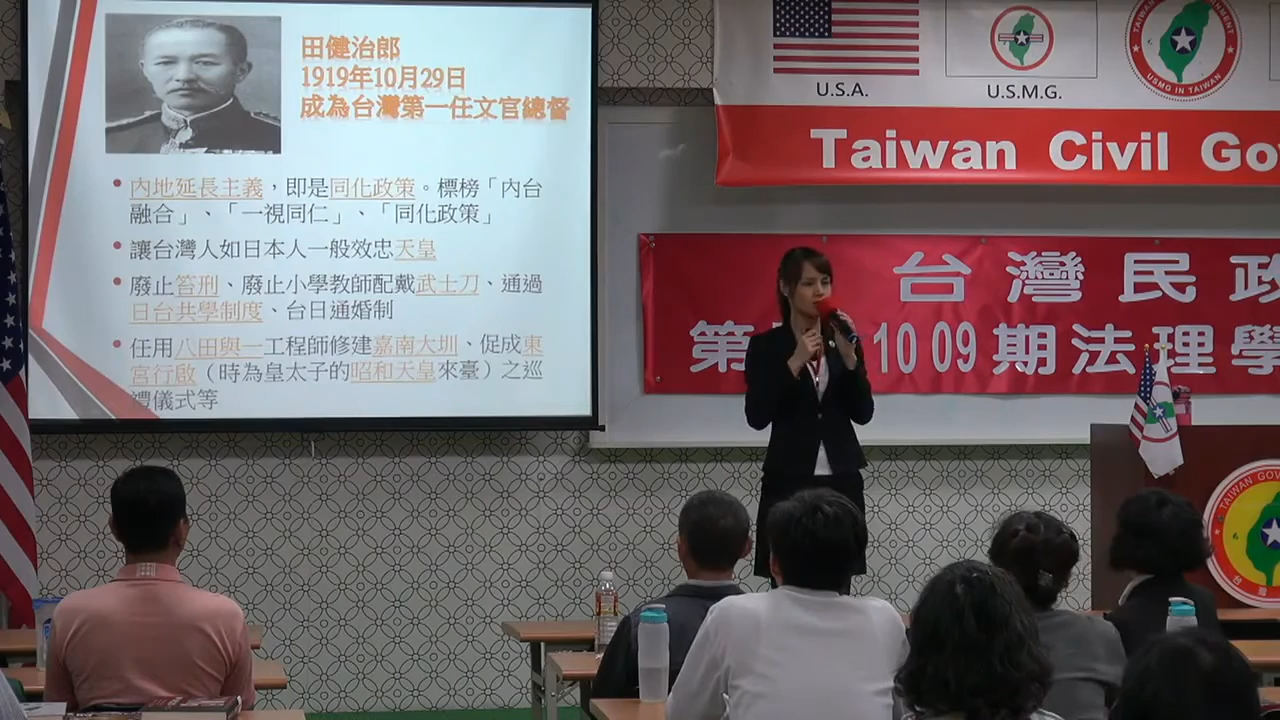 田健治郎
1919年10月29日
成為台灣第一任文官總督
• 內地延長主義，即是同化政策。標榜「內台
融合」、「一視同仁」、「同化政策」
• 讓台灣人如日本人一般效忠天皇
• 廢止笞刑、廢止小學教師配戴武士刀、通過
日台共學制度、台日通婚制
• 任用八田與一工程師修建嘉南大圳、促成東
宮行啟（時為皇太子的昭和天皇來臺）之巡
禮儀式等
U.S.A.
U.S.M.G.
USMG IN TAIWAN
Taiwan Civil Go
台灣民政
第 10 09 期法理學
TAIWAN GOV
台灣